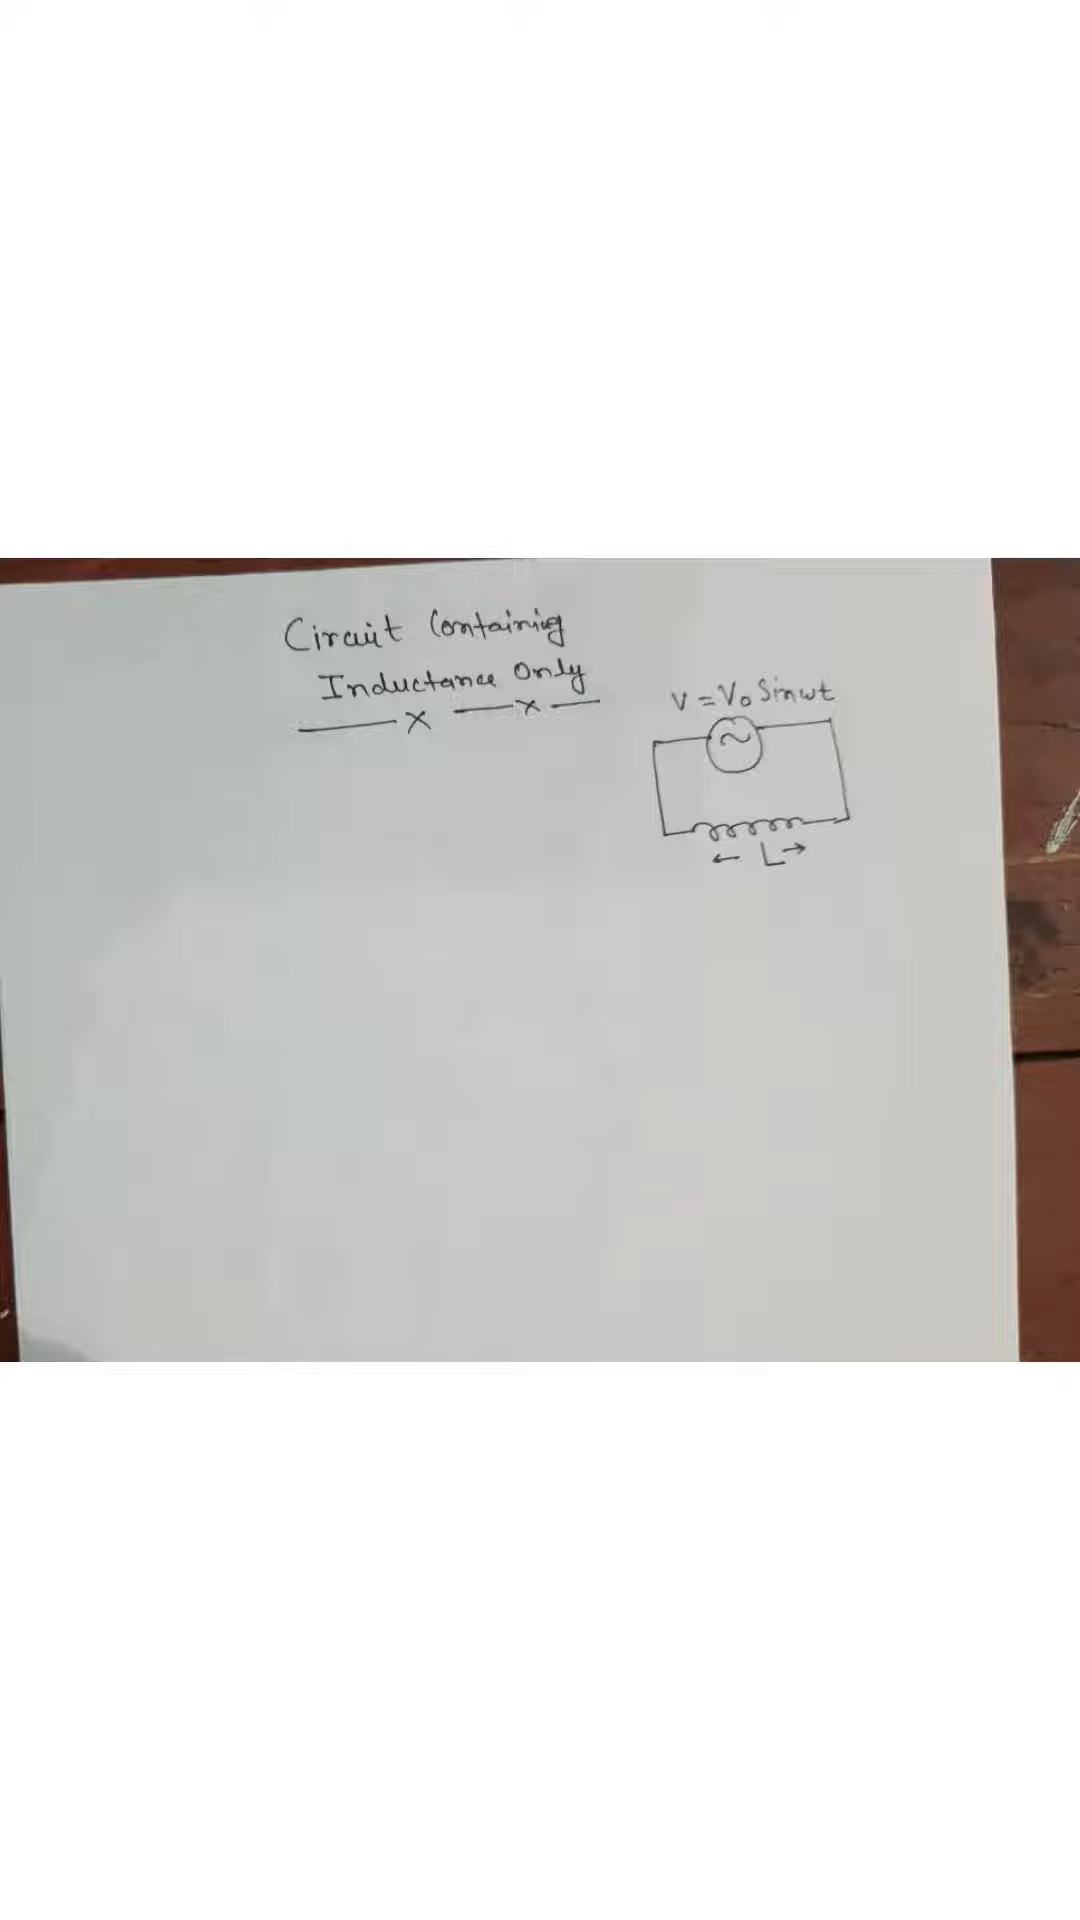 Circuit Containing
Inductance Only
V = V₀ Sinωt
← L →